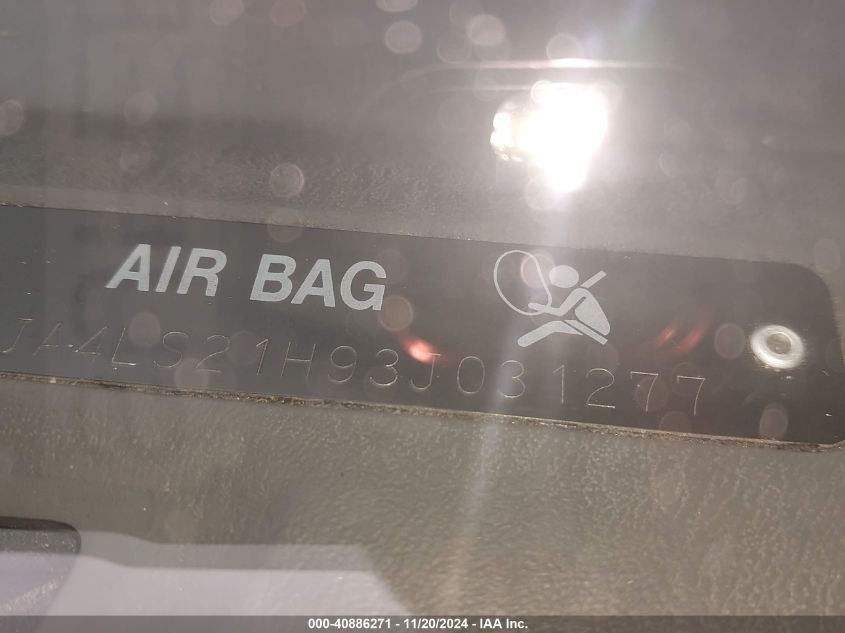 AIR BAG
JA4LS21H93J031277
000-40886271 - 11/20/2024 - IAA Inc.